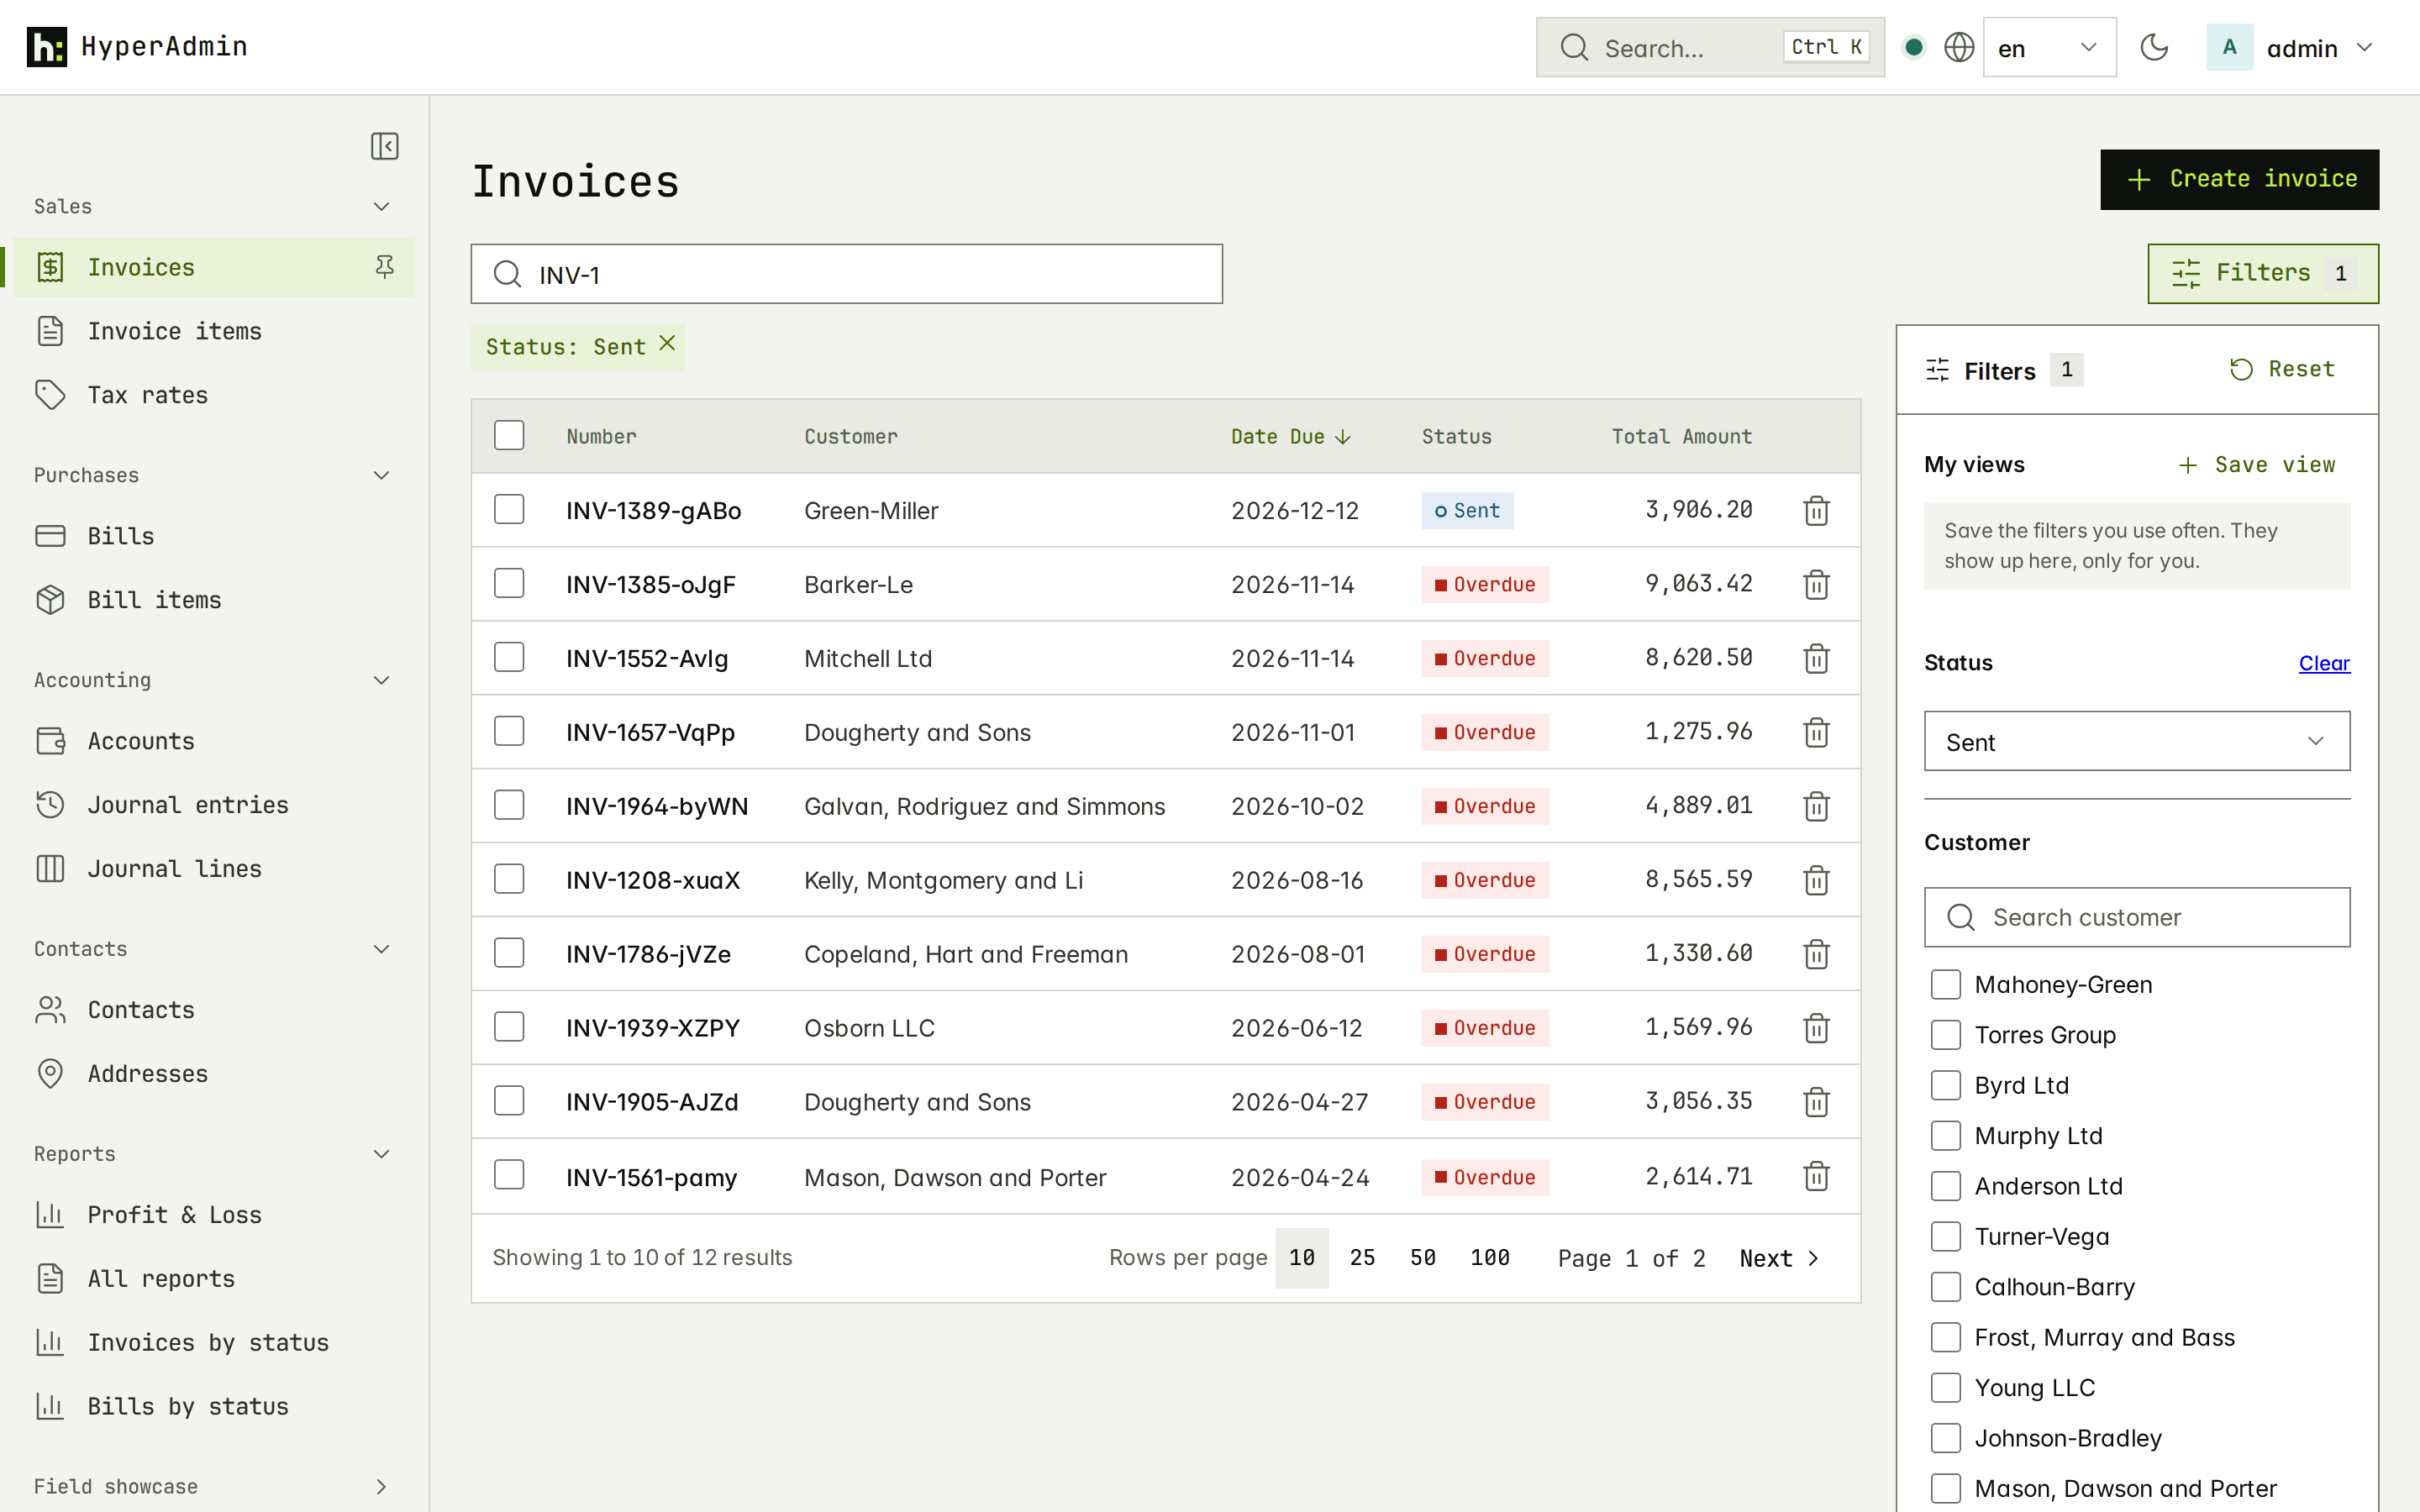 h: HyperAdmin
Search... Ctrl K
en
A admin
Sales
Invoices
Invoice items
Tax rates
Purchases
Bills
Bill items
Accounting
Accounts
Journal entries
Journal lines
Contacts
Contacts
Addresses
Reports
Profit & Loss
All reports
Invoices by status
Bills by status
Field showcase
Invoices
Create invoice
INV-1
Filters 1
Status: Sent
Number Customer Date Due Status Total Amount
INV-1389-gABo Green-Miller 2026-12-12 Sent 3,906.20
INV-1385-oJgF Barker-Le 2026-11-14 Overdue 9,063.42
INV-1552-AvIg Mitchell Ltd 2026-11-14 Overdue 8,620.50
INV-1657-VqPp Dougherty and Sons 2026-11-01 Overdue 1,275.96
INV-1964-byWN Galvan, Rodriguez and Simmons 2026-10-02 Overdue 4,889.01
INV-1208-xuaX Kelly, Montgomery and Li 2026-08-16 Overdue 8,565.59
INV-1786-jVZe Copeland, Hart and Freeman 2026-08-01 Overdue 1,330.60
INV-1939-XZPY Osborn LLC 2026-06-12 Overdue 1,569.96
INV-1905-AJZd Dougherty and Sons 2026-04-27 Overdue 3,056.35
INV-1561-pamy Mason, Dawson and Porter 2026-04-24 Overdue 2,614.71
Showing 1 to 10 of 12 results Rows per page 10 25 50 100 Page 1 of 2 Next
Filters 1 Reset
My views Save view
Save the filters you use often. They
show up here, only for you.
Status Clear
Sent
Customer
Search customer
Mahoney-Green
Torres Group
Byrd Ltd
Murphy Ltd
Anderson Ltd
Turner-Vega
Calhoun-Barry
Frost, Murray and Bass
Young LLC
Johnson-Bradley
Mason, Dawson and Porter